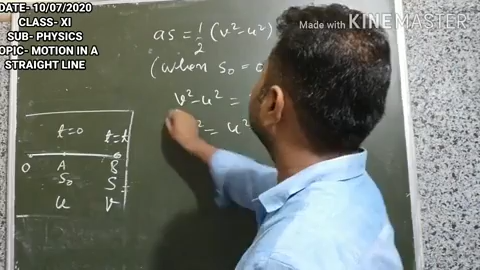 DATE- 10/07/2020
CLASS- XI
SUB- PHYSICS
TOPIC- MOTION IN A
STRAIGHT LINE
Made with KINEMASTER
as = 1/2 (v² - u²)
(when s₀ = 0
v² - u² =
² = u²
t=0 t=t
O A B
S₀ S
u v